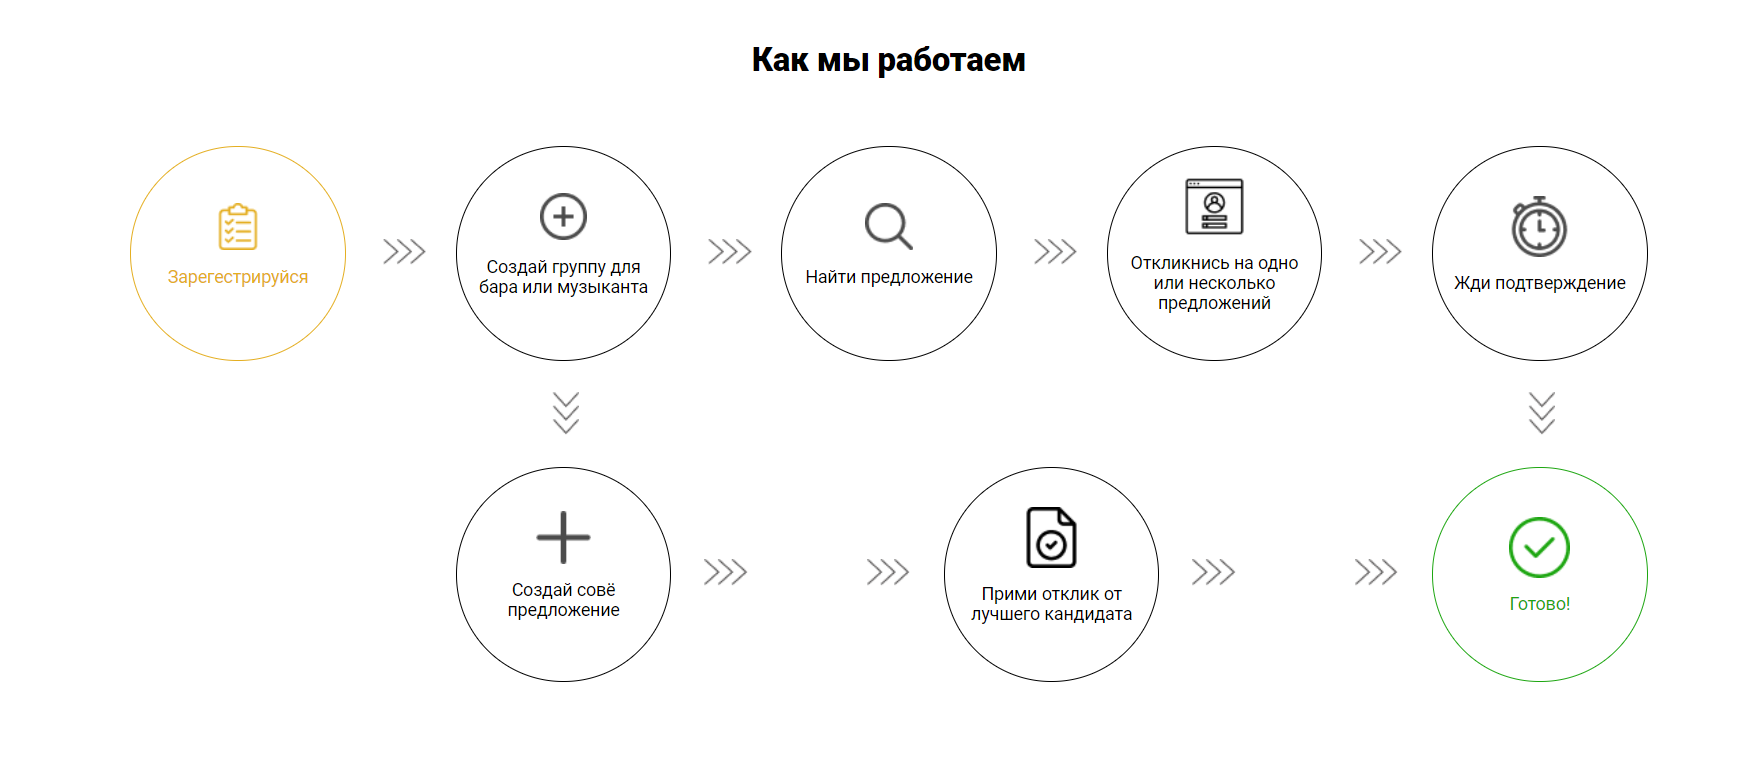 Как мы работаем
Зарегестрируйся
Создай группу для
бара или музыканта
Найти предложение
Откликнись на одно
или несколько
предложений
Жди подтверждение
Создай совё
предложение
Прими отклик от
лучшего кандидата
Готово!